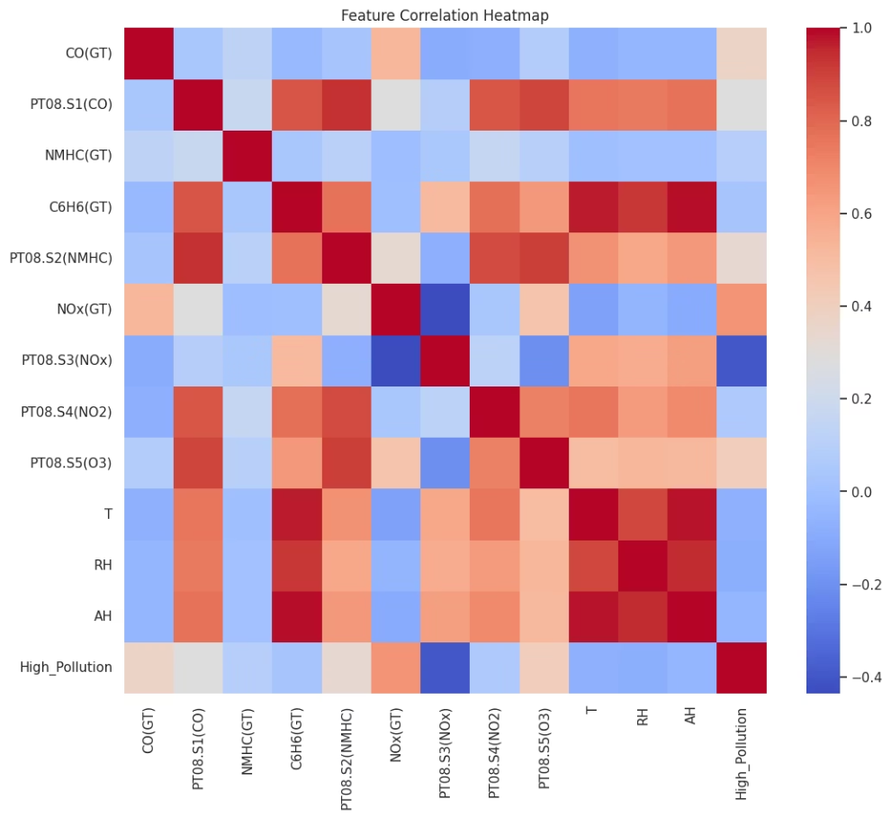 Feature Correlation Heatmap
CO(GT)
PT08.S1(CO)
NMHC(GT)
C6H6(GT)
PT08.S2(NMHC)
NOx(GT)
PT08.S3(NOx)
PT08.S4(NO2)
PT08.S5(O3)
T
RH
AH
High_Pollution
CO(GT)
PT08.S1(CO)
NMHC(GT)
C6H6(GT)
PT08.S2(NMHC)
NOx(GT)
PT08.S3(NOx)
PT08.S4(NO2)
PT08.S5(O3)
T
RH
AH
High_Pollution
1.0
0.8
0.6
0.4
0.2
0.0
−0.2
−0.4